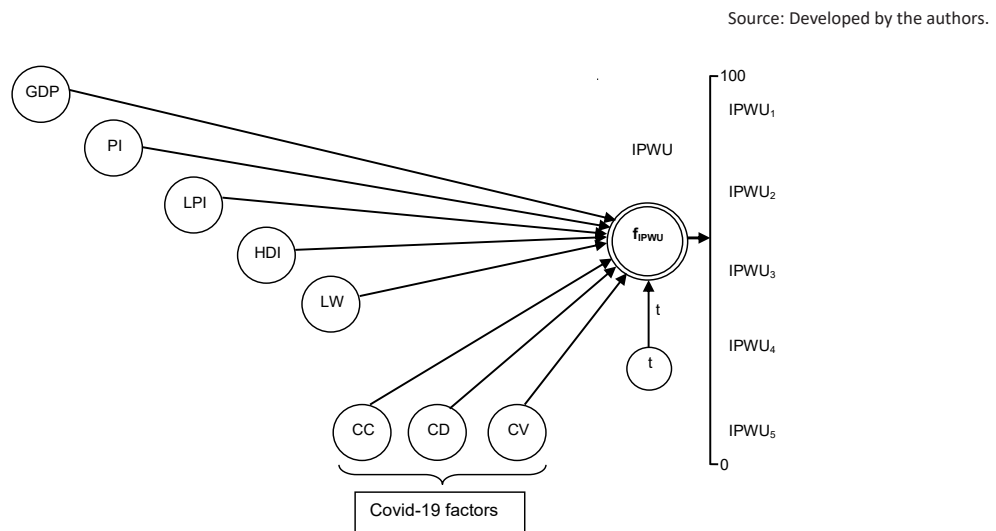 Source: Developed by the authors.
100
GDP
IPWU₁
PI
IPWU
IPWU₂
LPI
f_IPWU
HDI
IPWU₃
LW
t
IPWU₄
t
CC
CD
CV
IPWU₅
0
Covid-19 factors